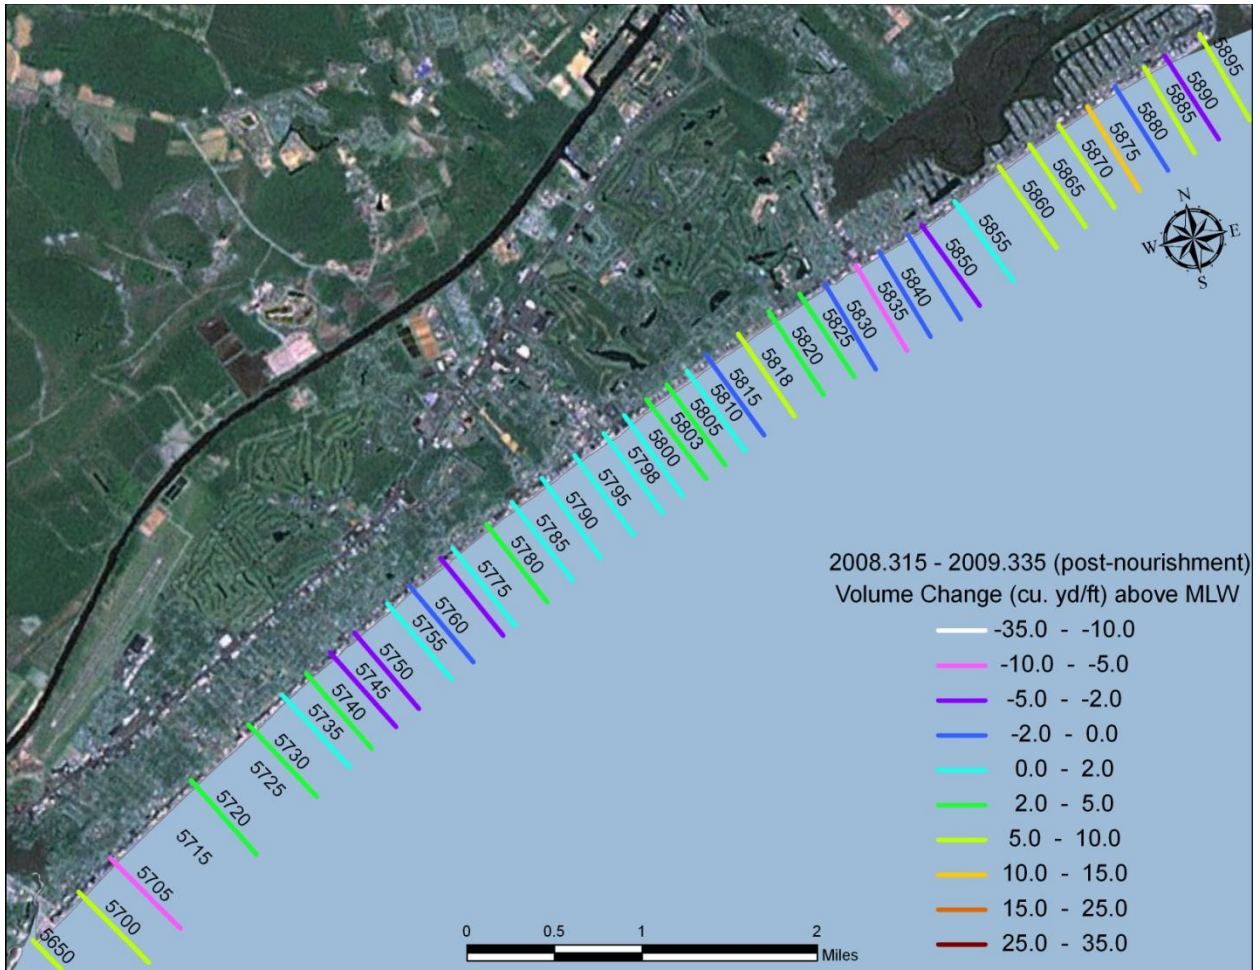 5895
5890
5885
5880
5875
5870
5865
5860
5855
5850
5840
5835
5830
5825
5820
5818
5815
5810
5805
5803
5800
5798
5795
5790
5785
5780
5775
5760
5755
5750
5745
5740
5735
5730
5725
5720
5715
5705
5700
5650
N
W E
S
2008.315 - 2009.335 (post-nourishment)
Volume Change (cu. yd/ft) above MLW
-35.0 - -10.0
-10.0 - -5.0
-5.0 - -2.0
-2.0 - 0.0
0.0 - 2.0
2.0 - 5.0
5.0 - 10.0
10.0 - 15.0
15.0 - 25.0
25.0 - 35.0
0 0.5 1 2
Miles